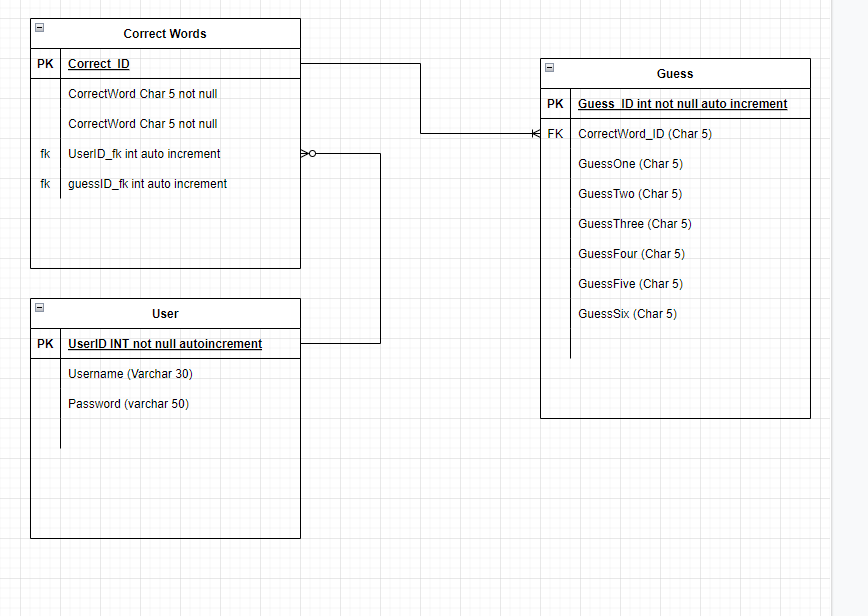 Correct Words
PK Correct_ID
CorrectWord Char 5 not null
CorrectWord Char 5 not null
fk UserID_fk int auto increment
fk guessID_fk int auto increment
User
PK UserID INT not null autoincrement
Username (Varchar 30)
Password (varchar 50)
Guess
PK Guess_ID int not null auto increment
FK CorrectWord_ID (Char 5)
GuessOne (Char 5)
GuessTwo (Char 5)
GuessThree (Char 5)
GuessFour (Char 5)
GuessFive (Char 5)
GuessSix (Char 5)